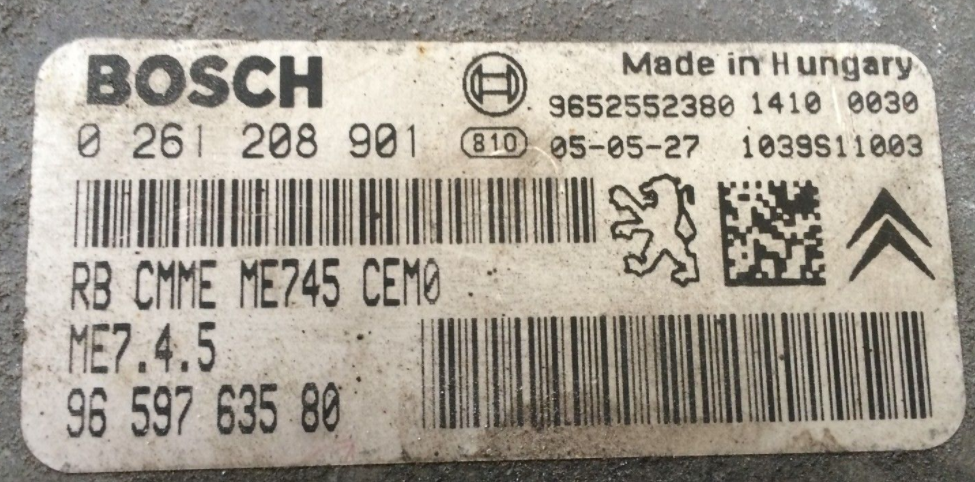 BOSCH
Made in Hungary
9652552380 1410 0030
0 261 208 901
810
05-05-27 1039S11003
RB CMME ME745 CEM0
ME7.4.5
96 597 635 80